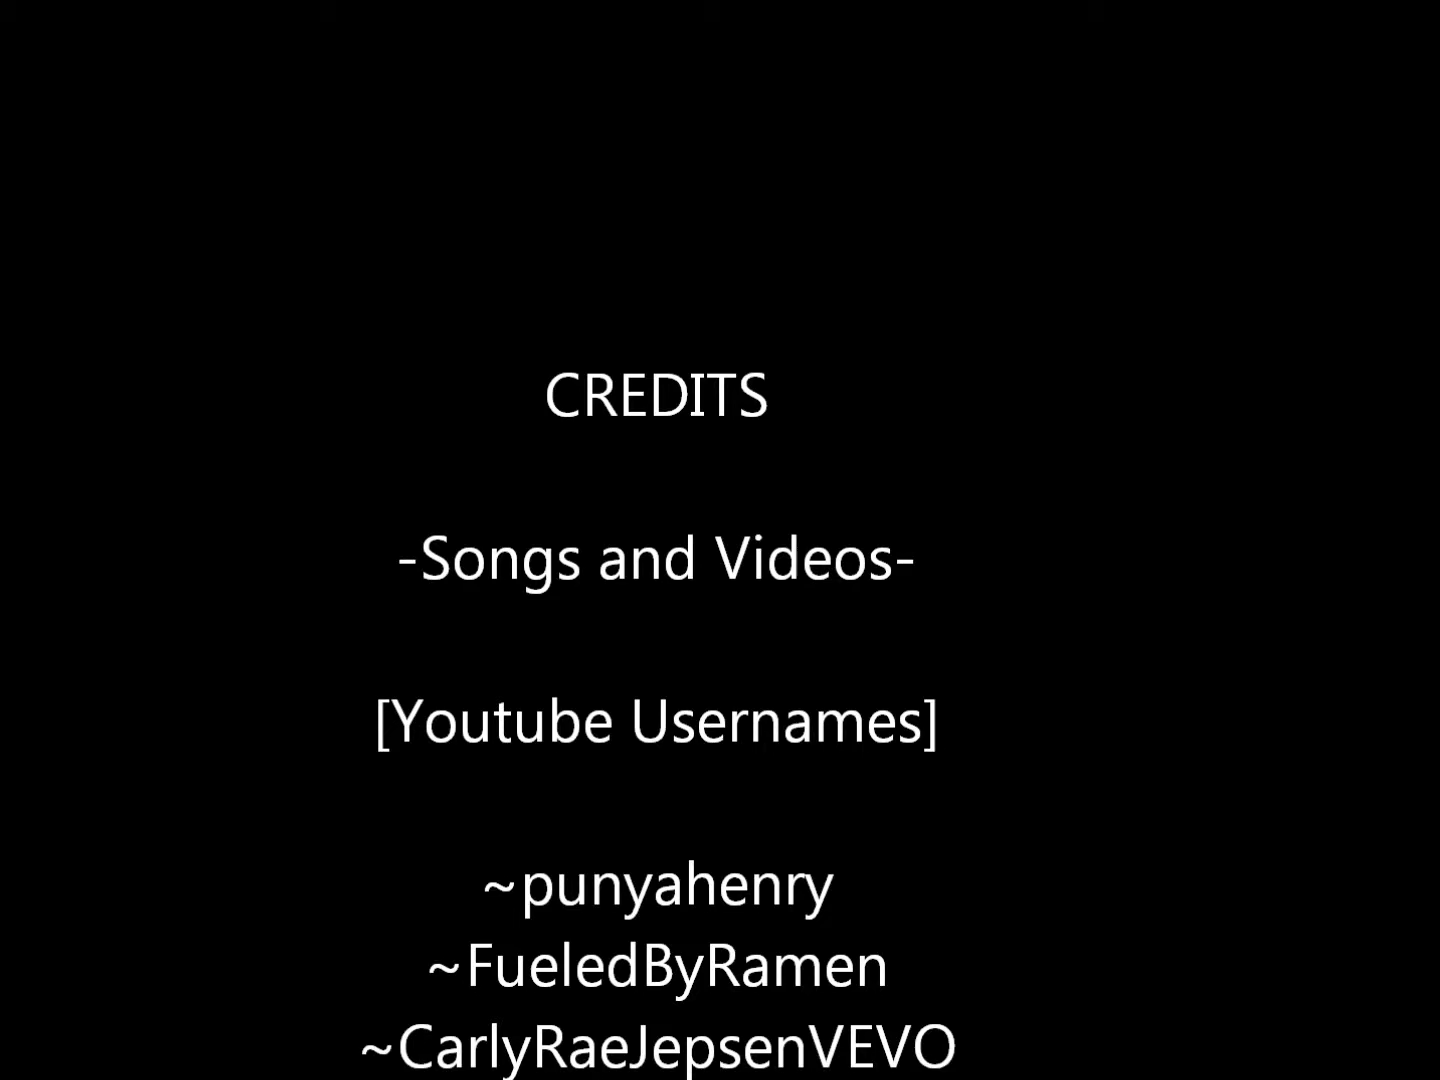 CREDITS
-Songs and Videos-
[Youtube Usernames]
~punyahenry
~FueledByRamen
~CarlyRaeJepsenVEVO